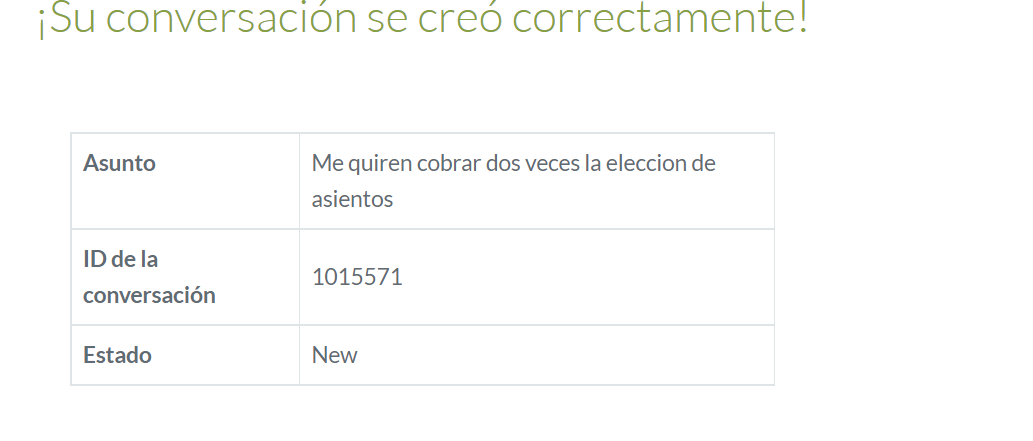 ¡Su conversación se creó correctamente!
Asunto
Me quiren cobrar dos veces la eleccion de
asientos
ID de la
conversación
1015571
Estado
New